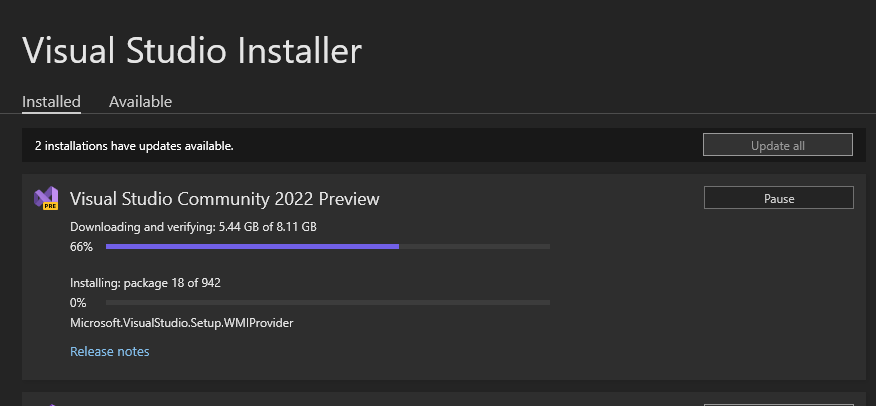 Visual Studio Installer
Installed Available
2 installations have updates available. Update all
PRE
Visual Studio Community 2022 Preview Pause
Downloading and verifying: 5.44 GB of 8.11 GB
66%
Installing: package 18 of 942
0%
Microsoft.VisualStudio.Setup.WMIProvider
Release notes